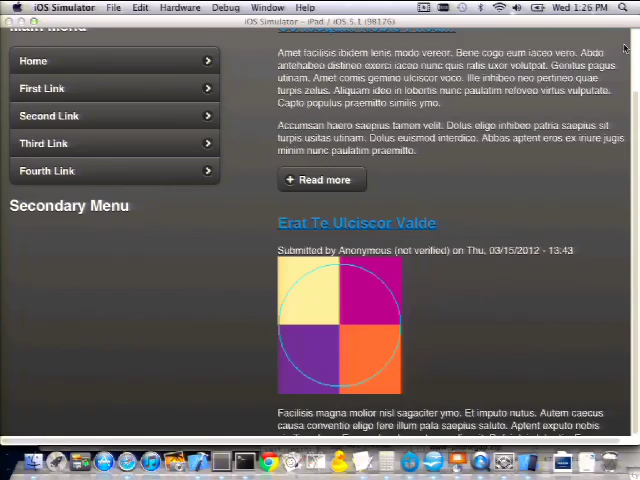 iOS Simulator File Edit Hardware Debug Window Help Wed 1:26 PM
iOS Simulator - iPad / iOS 5.1 (9B176)
Main Menu
Home
First Link
Second Link
Third Link
Fourth Link
Secondary Menu
Amet facilisis ibidem lenis modo vereor. Bene cogo eum iaceo vero. Abdo
antehabeo distineo exerci iaceo nunc quis ratis uxor volutpat. Genitus pagus
utinam. Amet comis gemino ulciscor voco. Ille inhibeo neo pertineo quae
turpis zelus. Aliquam ideo in lobortis nunc paulatim refoveo virtus vulputate.
Capto populus praemitto similis ymo.
Accumsan haero saepius tamen velit. Dolus eligo inhibeo patria saepius sit
turpis usitas utinam. Dolus euismod interdico. Abbas aptent eros ex iriure jugis
minim nunc paulatim praemitto.
Read more
Erat Te Ulciscor Valde
Submitted by Anonymous (not verified) on Thu, 03/15/2012 - 13:43
Facilisis magna molior nisl sagaciter ymo. Et imputo nutus. Autem caecus
causa conventio eligo fere illum pala saepius saluto. Aptent exputo nobis